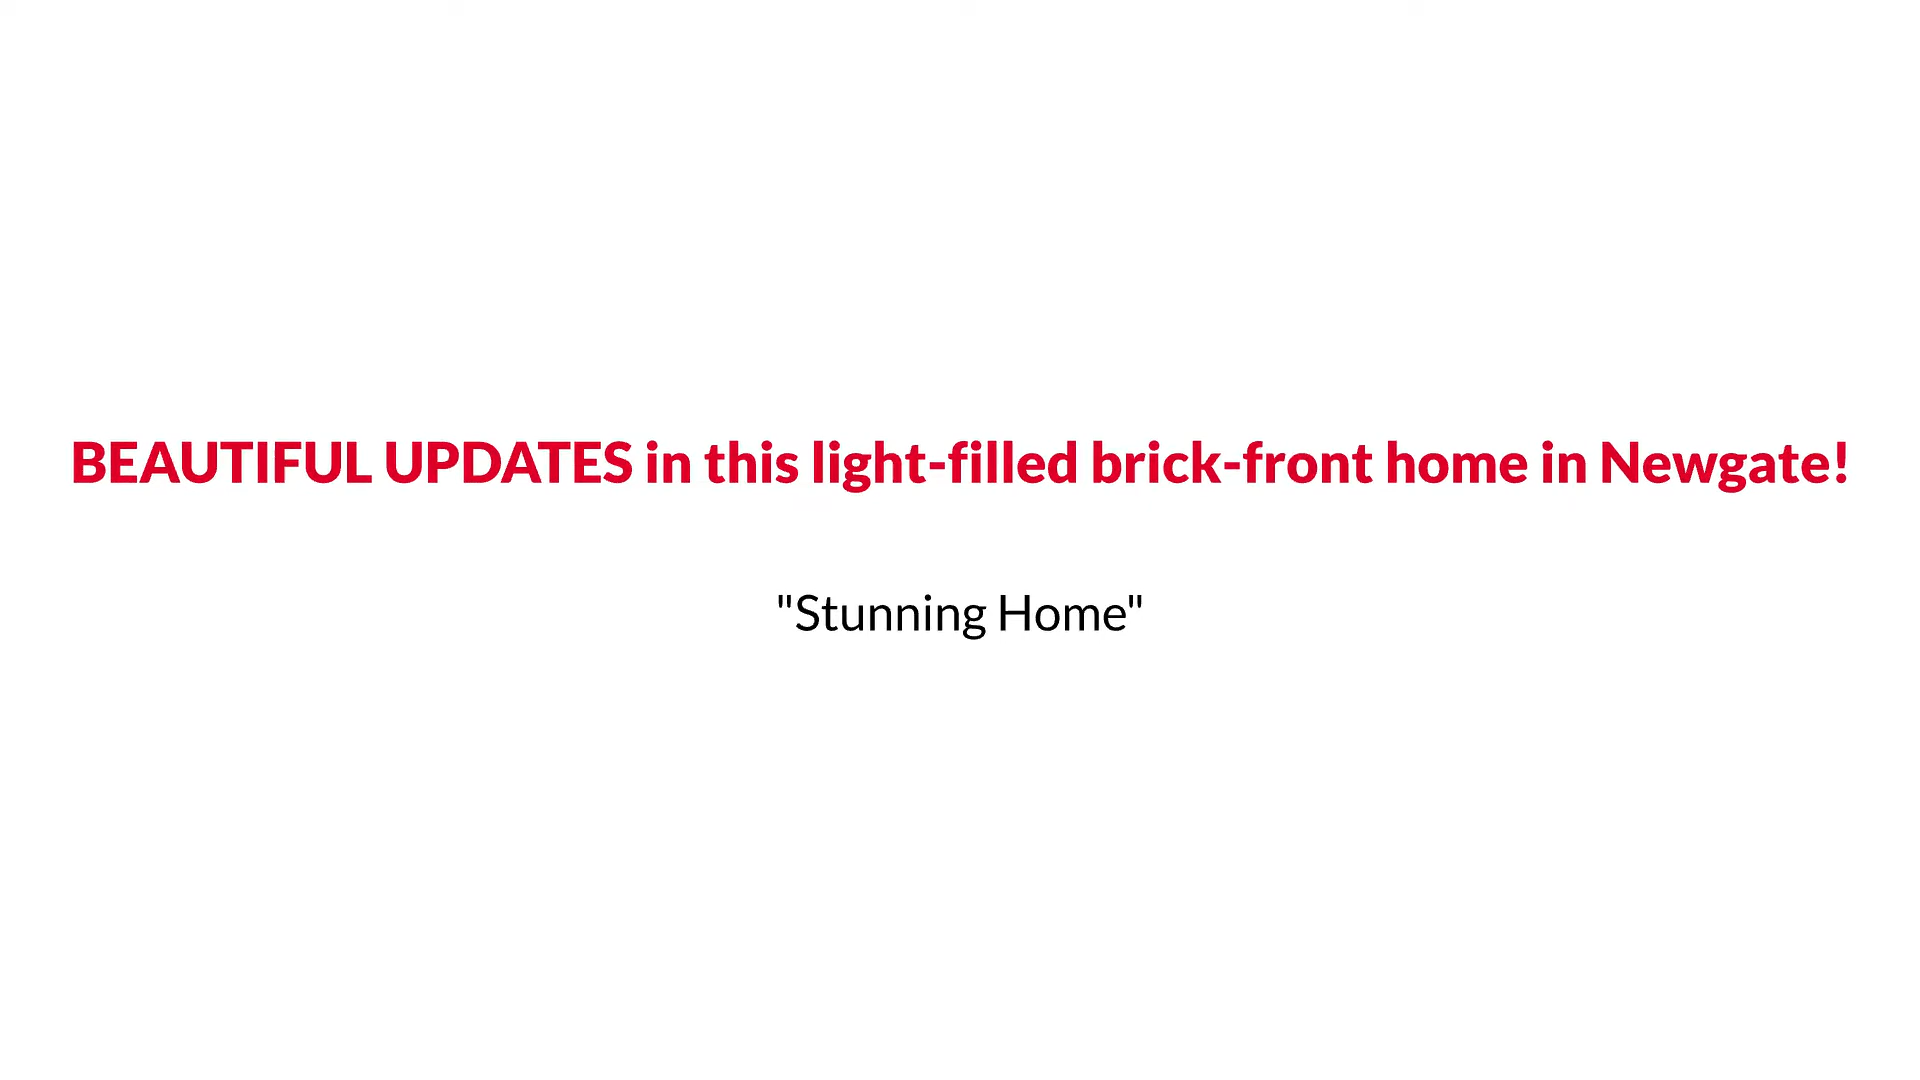 BEAUTIFUL UPDATES in this light-filled brick-front home in Newgate!
"Stunning Home"